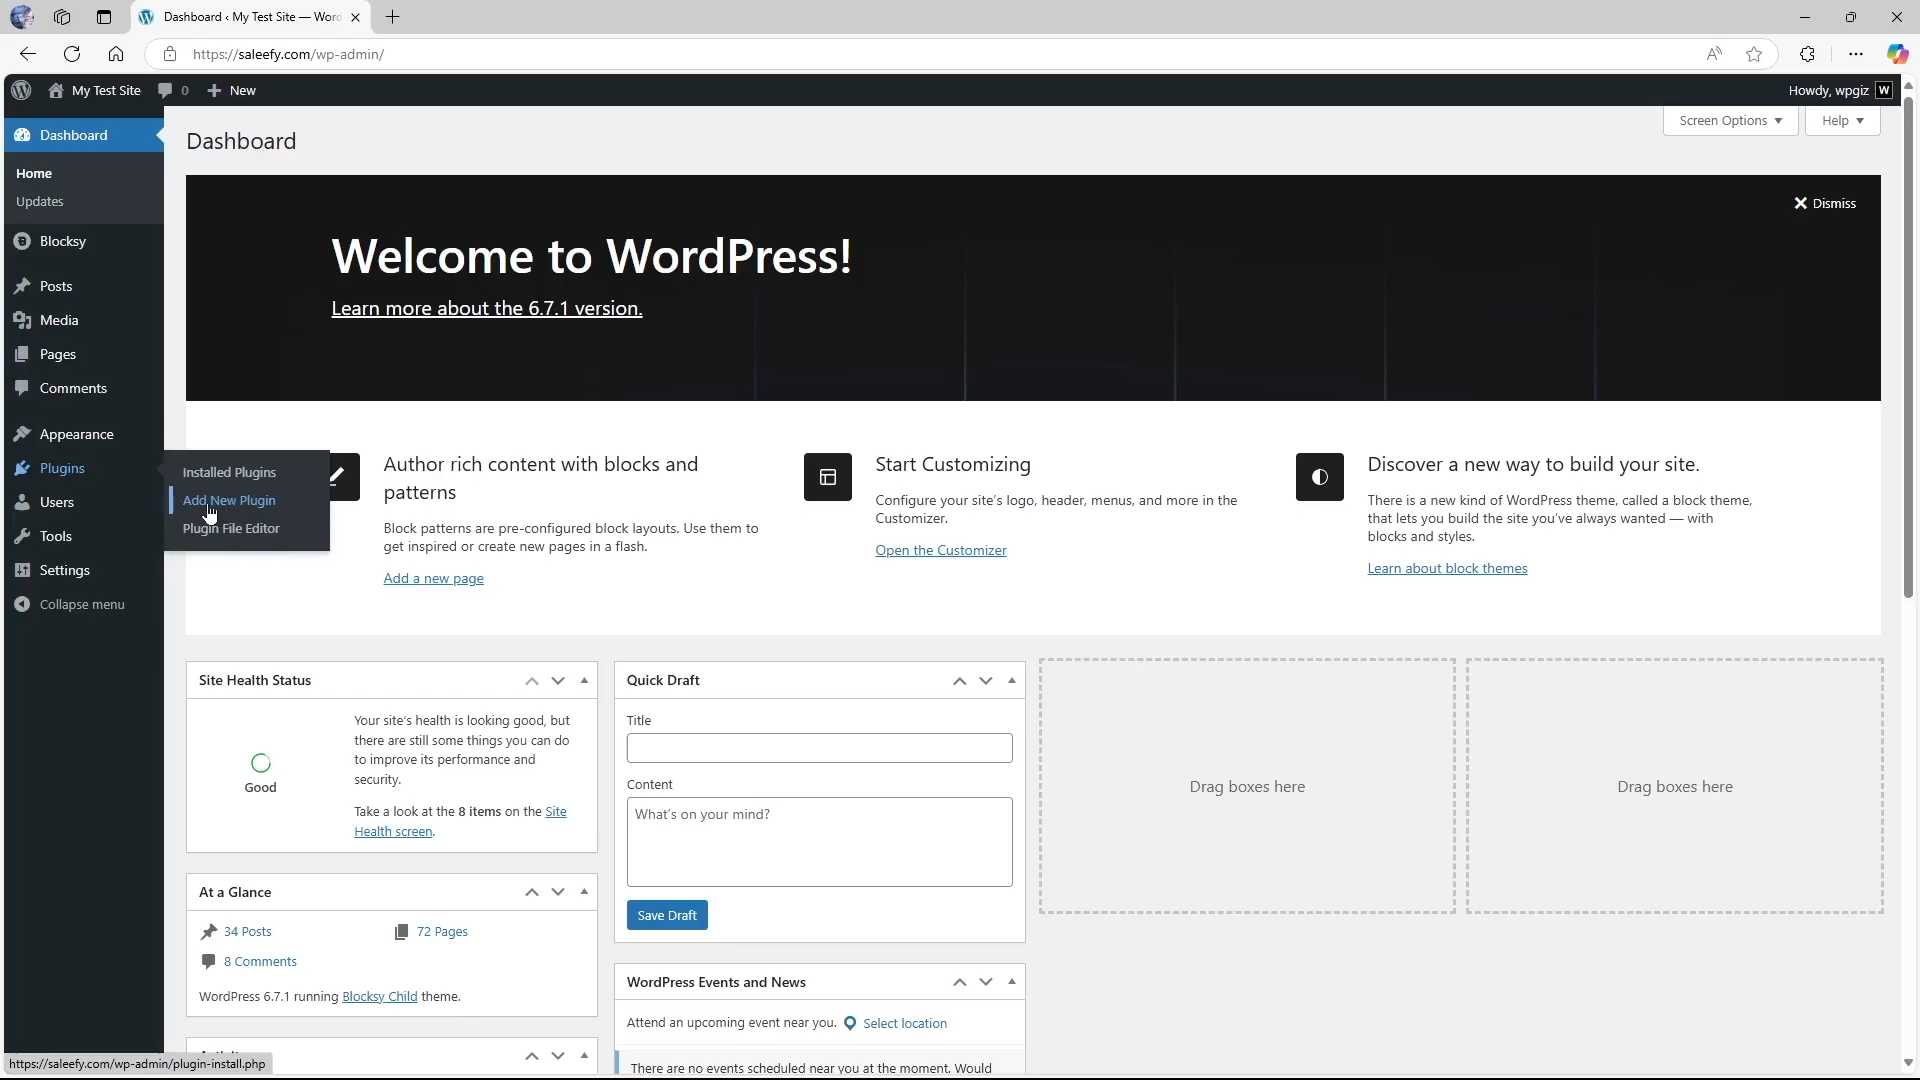 Dashboard ‹ My Test Site — Wor
https://saleefy.com/wp-admin/
My Test Site
0
New
Howdy, wpgiz
W
Dashboard
Home
Updates
Blocksy
Posts
Media
Pages
Comments
Appearance
Plugins
Users
Tools
Settings
Collapse menu
Installed Plugins
Add New Plugin
Plugin File Editor
Dashboard
Screen Options
Help
Dismiss
Welcome to WordPress!
Learn more about the 6.7.1 version.
Author rich content with blocks and
patterns
Block patterns are pre-configured block layouts. Use them to
get inspired or create new pages in a flash.
Add a new page
Start Customizing
Configure your site's logo, header, menus, and more in the
Customizer.
Open the Customizer
Discover a new way to build your site.
There is a new kind of WordPress theme, called a block theme,
that lets you build the site you've always wanted — with
blocks and styles.
Learn about block themes
Site Health Status
Good
Your site's health is looking good, but
there are still some things you can do
to improve its performance and
security.
Take a look at the 8 items on the Site
Health screen.
At a Glance
34 Posts
72 Pages
8 Comments
WordPress 6.7.1 running Blocksy Child theme.
Quick Draft
Title
Content
What's on your mind?
Save Draft
WordPress Events and News
Attend an upcoming event near you.
Select location
There are no events scheduled near you at the moment. Would
Drag boxes here
Drag boxes here
https://saleefy.com/wp-admin/plugin-install.php